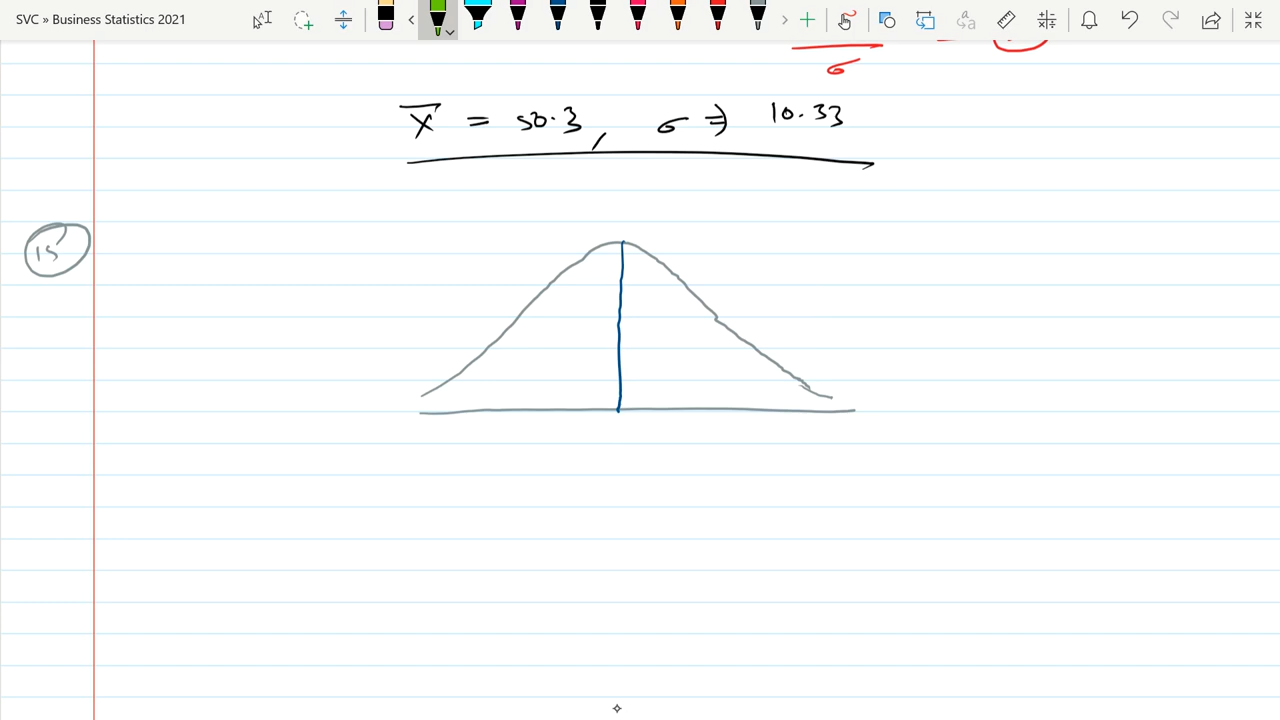 SVC » Business Statistics 2021
σ
X̅ = 50.3, σ ⇒ 10.33
15